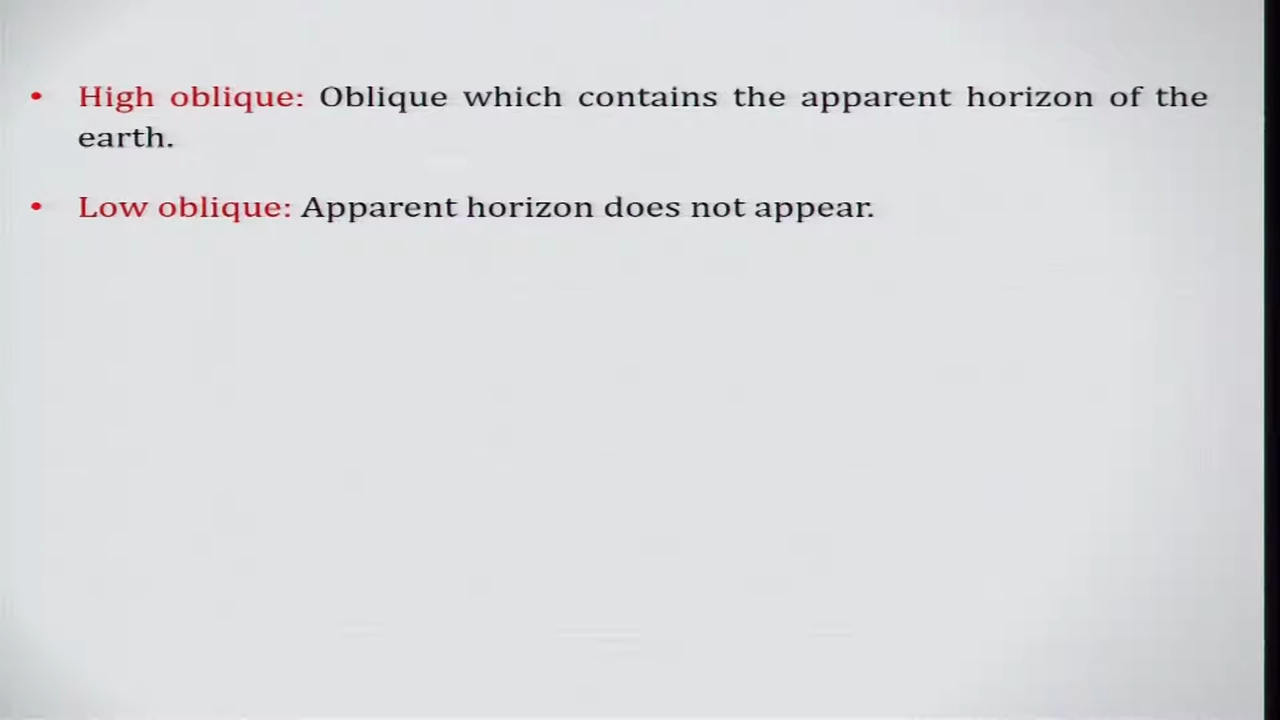 • High oblique: Oblique which contains the apparent horizon of the
earth.
• Low oblique: Apparent horizon does not appear.